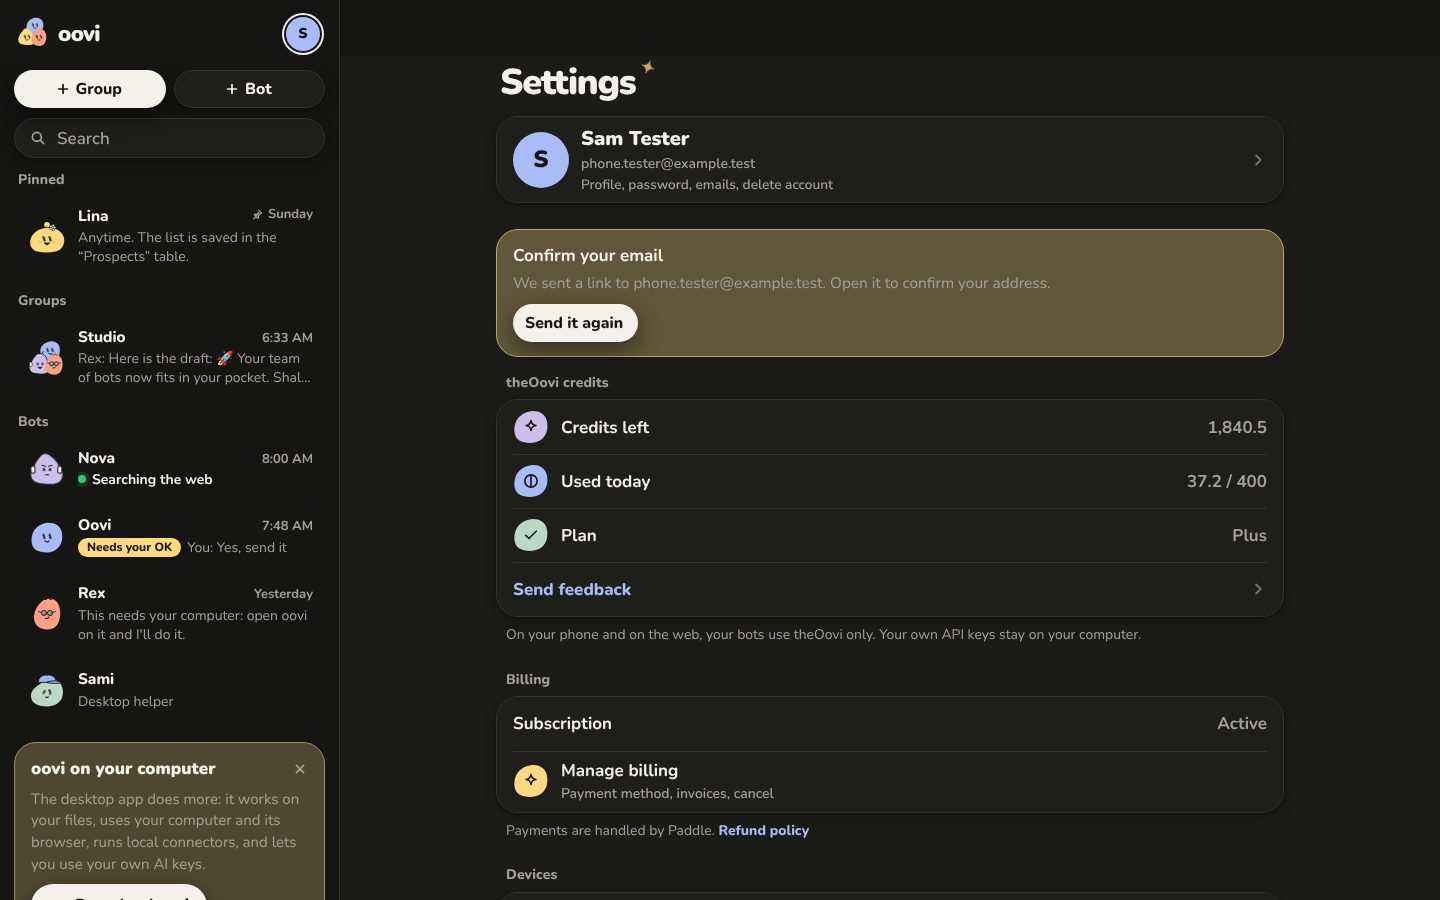 oovi
S
+ Group
+ Bot
Search
Pinned
Lina
Sunday
Anytime. The list is saved in the
“Prospects” table.
Groups
Studio
6:33 AM
Rex: Here is the draft: 🚀 Your team
of bots now fits in your pocket. Shal...
Bots
Nova
8:00 AM
Searching the web
Oovi
7:48 AM
Needs your OK
You: Yes, send it
Rex
Yesterday
This needs your computer: open oovi
on it and I'll do it.
Sami
Desktop helper
oovi on your computer
The desktop app does more: it works on
your files, uses your computer and its
browser, runs local connectors, and lets
you use your own AI keys.
Settings
S
Sam Tester
phone.tester@example.test
Profile, password, emails, delete account
Confirm your email
We sent a link to phone.tester@example.test. Open it to confirm your address.
Send it again
theOovi credits
Credits left
1,840.5
Used today
37.2 / 400
Plan
Plus
Send feedback
On your phone and on the web, your bots use theOovi only. Your own API keys stay on your computer.
Billing
Subscription
Active
Manage billing
Payment method, invoices, cancel
Payments are handled by Paddle. Refund policy
Devices